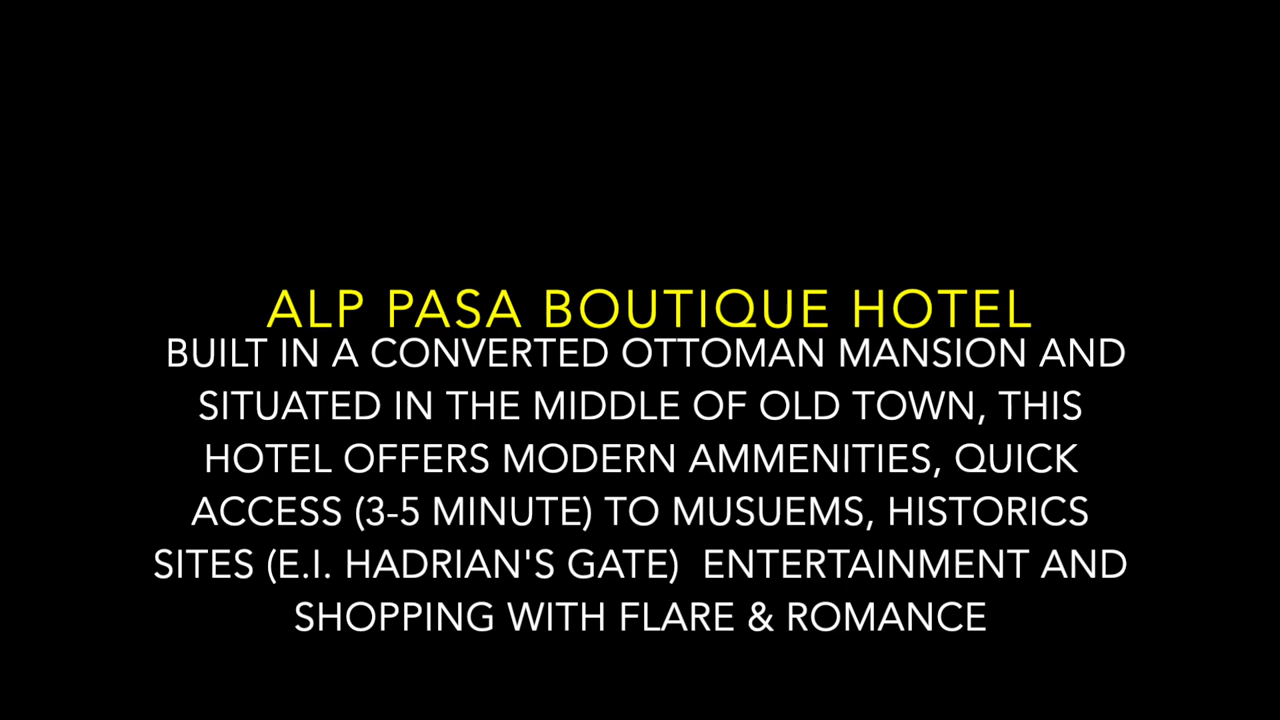 ALP PASA BOUTIQUE HOTEL
BUILT IN A CONVERTED OTTOMAN MANSION AND
SITUATED IN THE MIDDLE OF OLD TOWN, THIS
HOTEL OFFERS MODERN AMMENITIES, QUICK
ACCESS (3-5 MINUTE) TO MUSUEMS, HISTORICS
SITES (E.I. HADRIAN'S GATE)  ENTERTAINMENT AND
SHOPPING WITH FLARE & ROMANCE